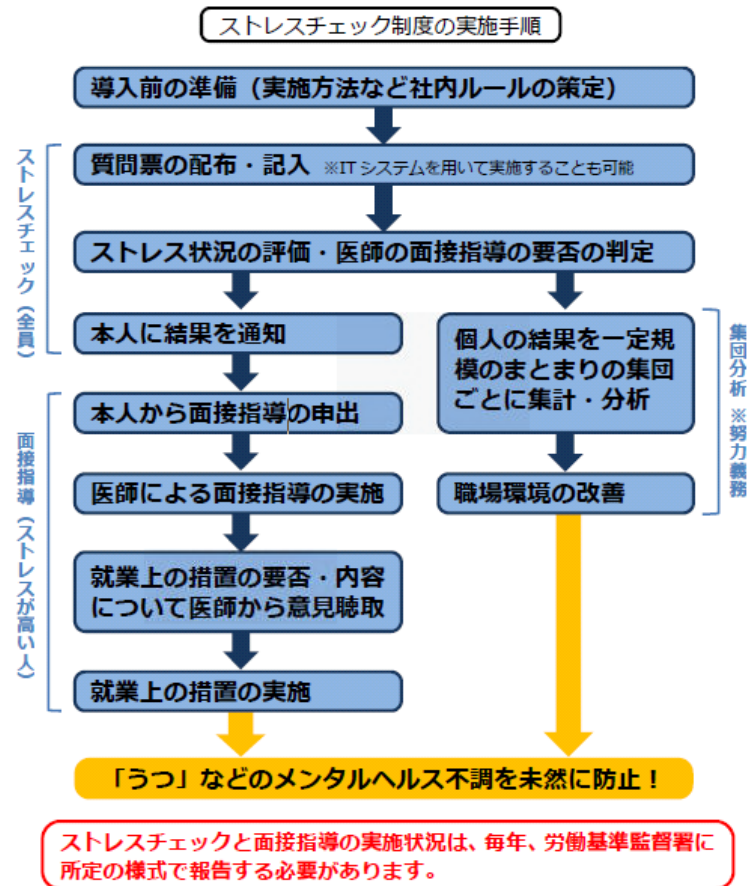 ストレスチェック制度の実施手順
導入前の準備（実施方法など社内ルールの策定）
ストレスチェック（全員）
質問票の配布・記入 ※ITシステムを用いて実施することも可能
ストレス状況の評価・医師の面接指導の要否の判定
本人に結果を通知
面接指導（ストレスが高い人）
本人から面接指導の申出
医師による面接指導の実施
就業上の措置の要否・内容
について医師から意見聴取
就業上の措置の実施
個人の結果を一定規
模のまとまりの集団
ごとに集計・分析
職場環境の改善
集団分析 ※努力義務
「うつ」などのメンタルヘルス不調を未然に防止！
ストレスチェックと面接指導の実施状況は、毎年、労働基準監督署に
所定の様式で報告する必要があります。